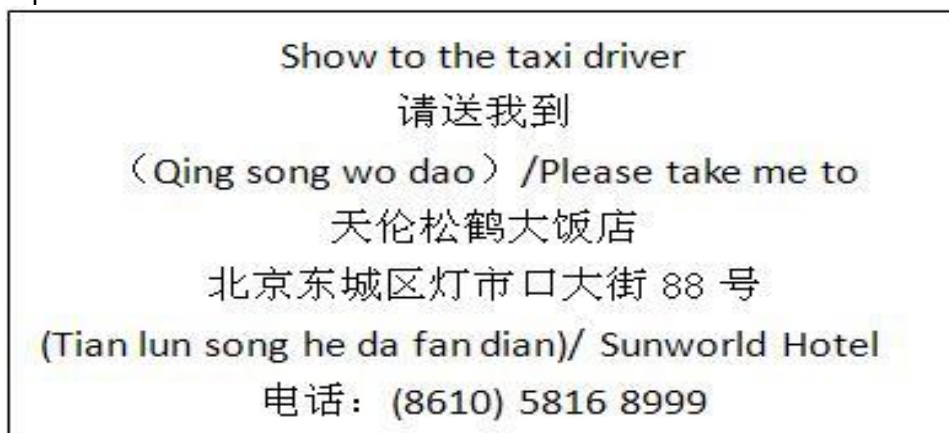 Show to the taxi driver
请送我到
（Qing song wo dao）/Please take me to
天伦松鹤大饭店
北京东城区灯市口大街 88 号
(Tian lun song he da fan dian)/ Sunworld Hotel
电话：(8610) 5816 8999